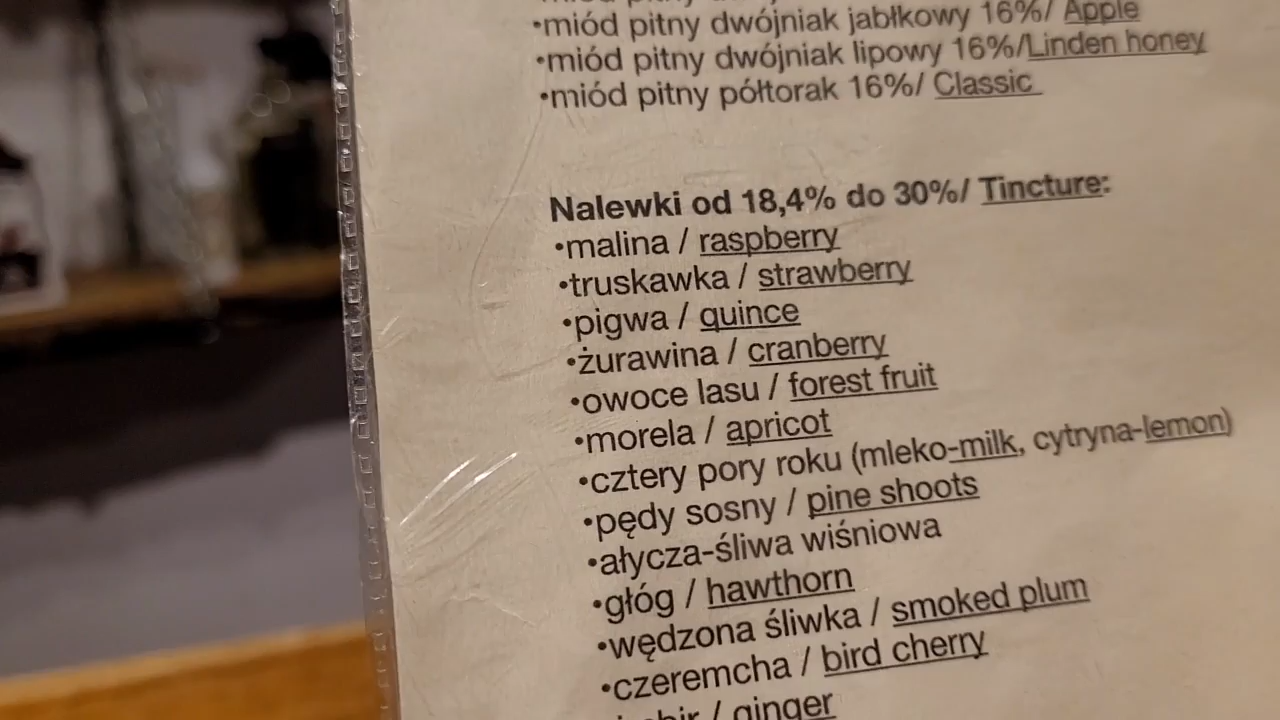 •miód pitny dwójniak jabłkowy 16%/ Apple
•miód pitny dwójniak lipowy 16%/Linden honey
•miód pitny półtorak 16%/ Classic
Nalewki od 18,4% do 30%/ Tincture:
•malina / raspberry
•truskawka / strawberry
•pigwa / quince
•żurawina / cranberry
•owoce lasu / forest fruit
•morela / apricot
•cztery pory roku (mleko-milk, cytryna-lemon)
•pędy sosny / pine shoots
•ałycza-śliwa wiśniowa
•głóg / hawthorn
•wędzona śliwka / smoked plum
•czeremcha / bird cherry
/ ginger